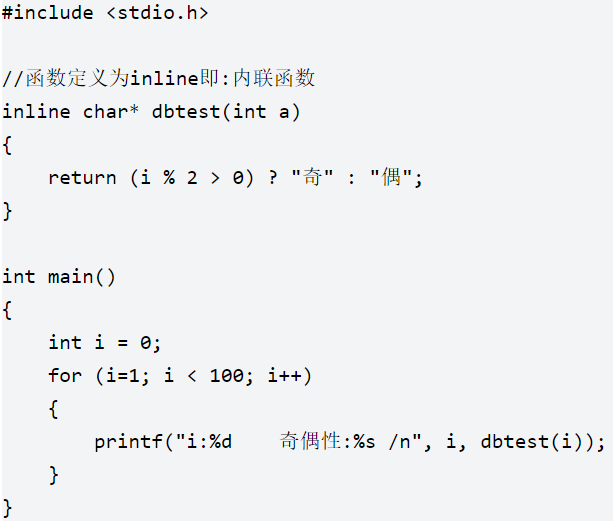 #include <stdio.h>
//函数定义为inline即:内联函数
inline char* dbtest(int a)
{
    return (i % 2 > 0) ? "奇" : "偶";
}
int main()
{
    int i = 0;
    for (i=1; i < 100; i++)
    {
        printf("i:%d    奇偶性:%s /n", i, dbtest(i));
    }
}